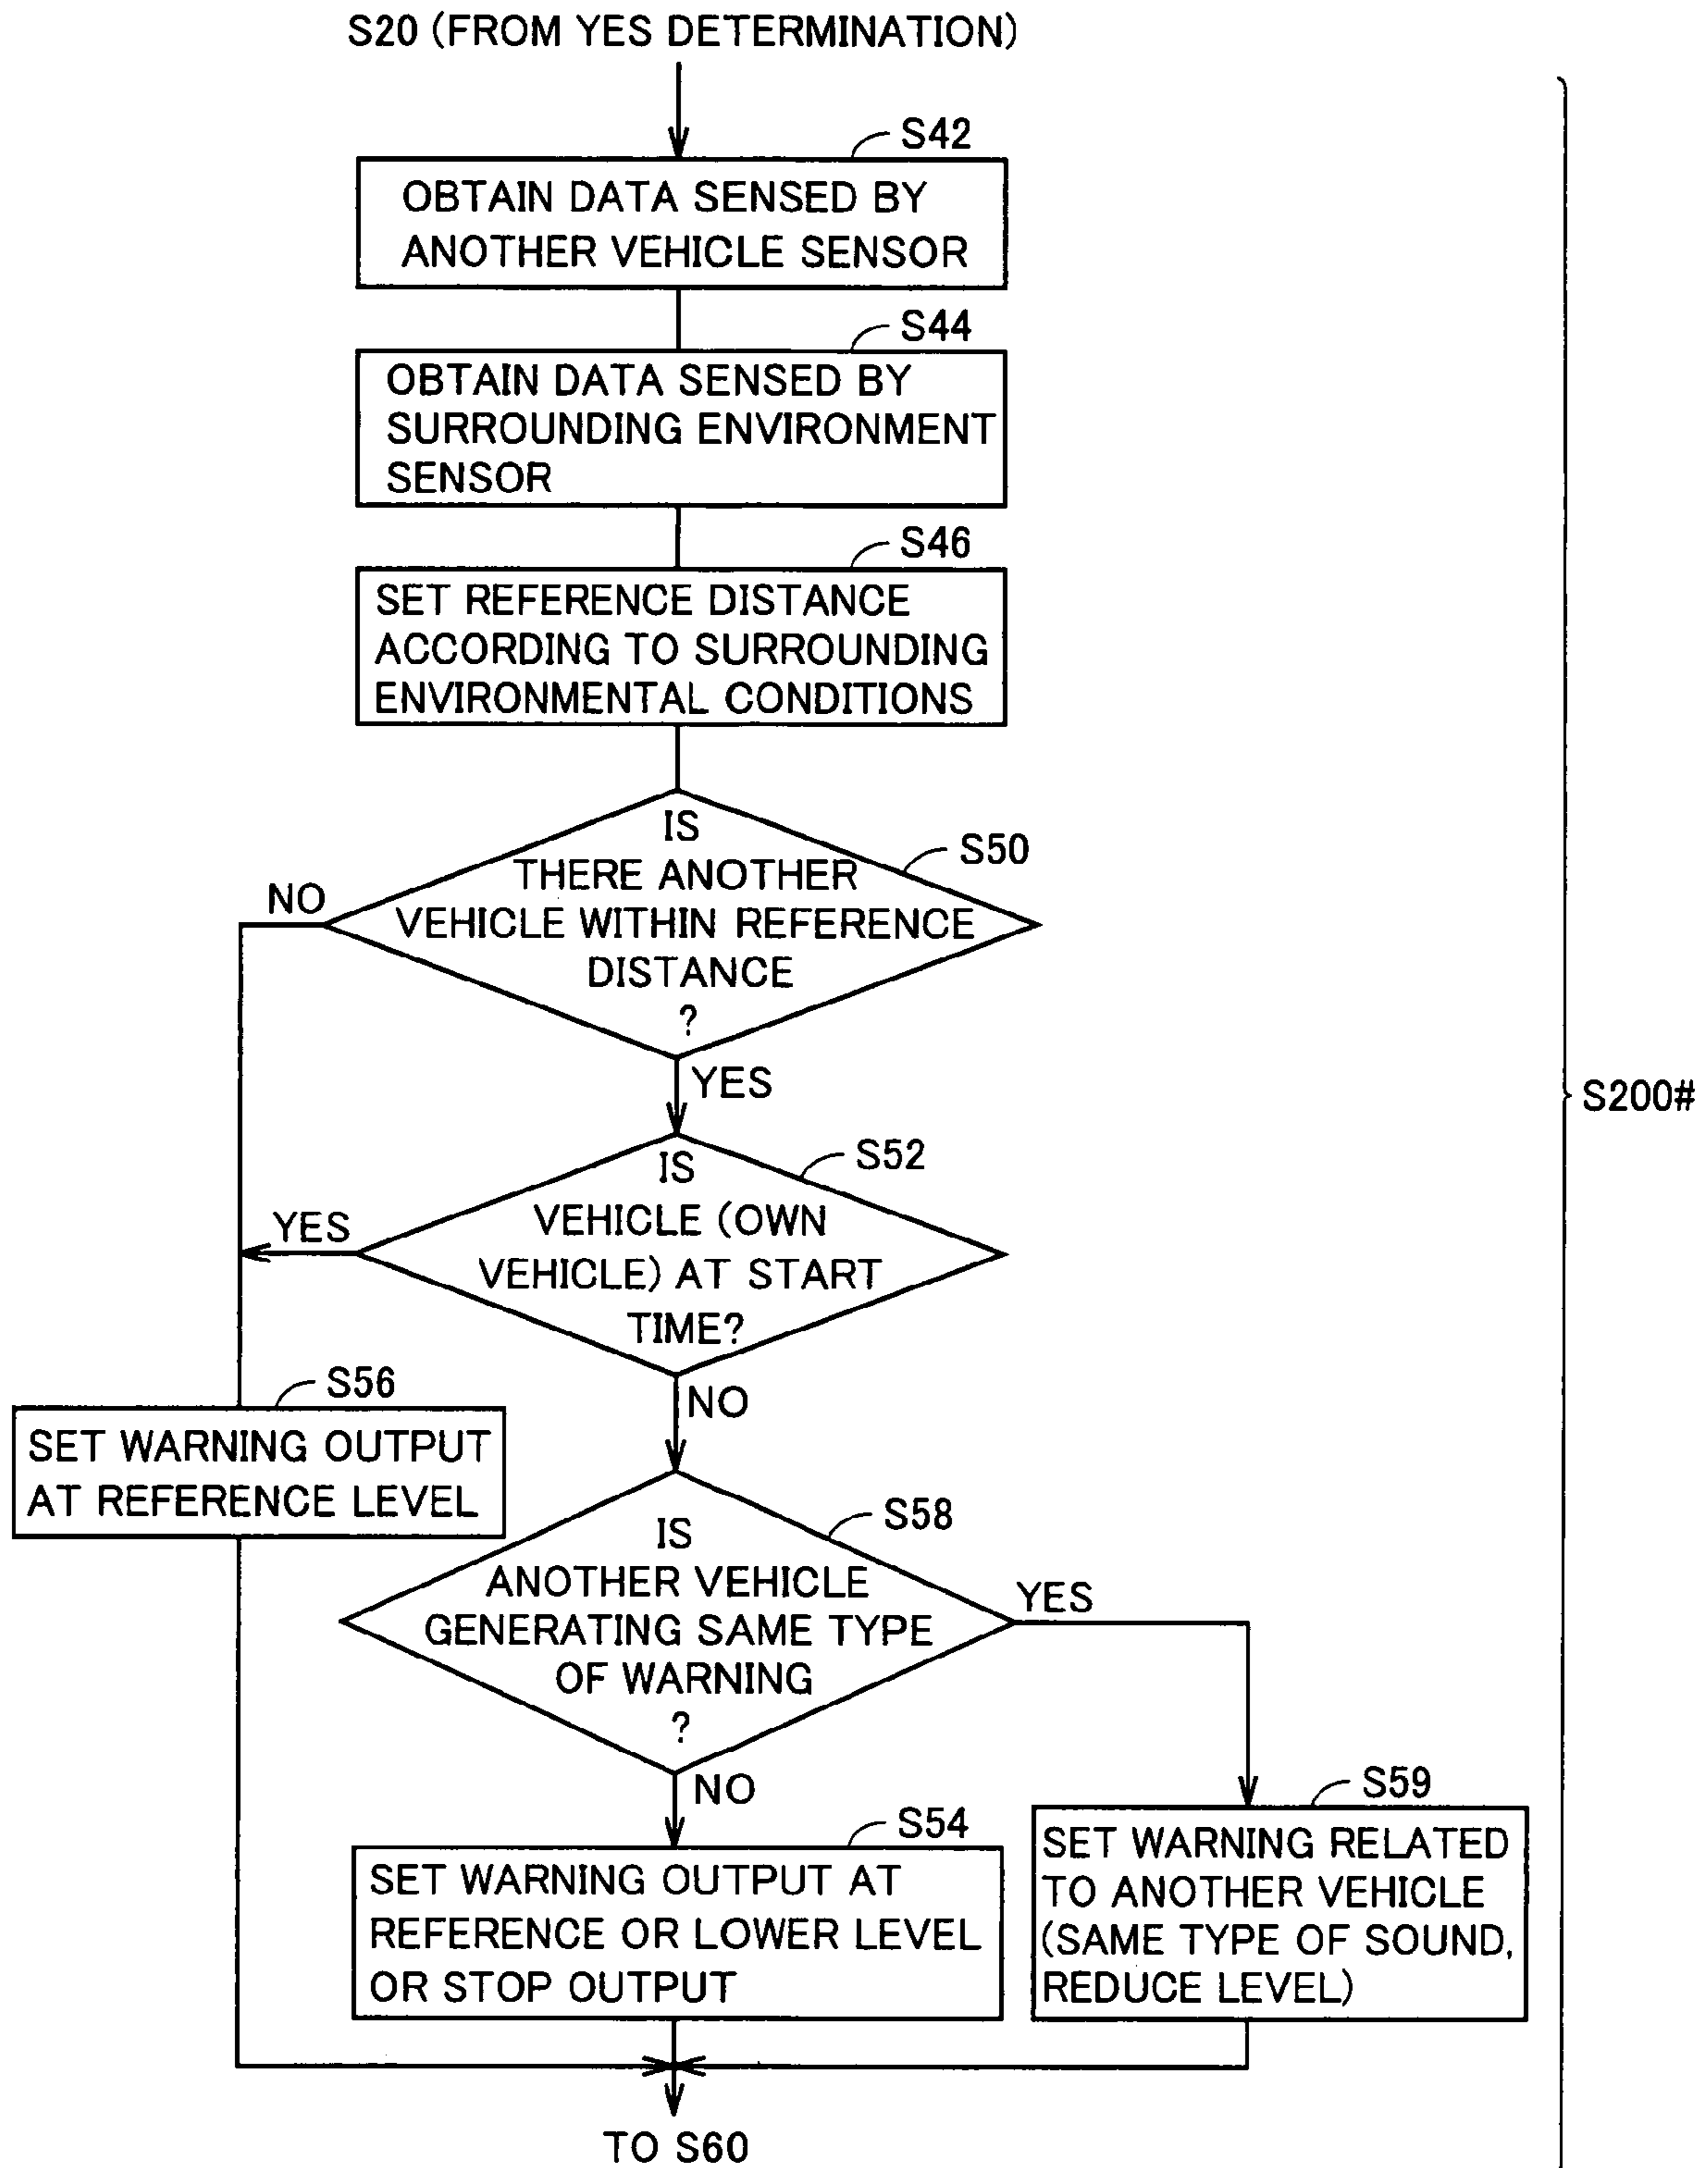 S20 (FROM YES DETERMINATION)
S42
OBTAIN DATA SENSED BY
ANOTHER VEHICLE SENSOR
S44
OBTAIN DATA SENSED BY
SURROUNDING ENVIRONMENT
SENSOR
S46
SET REFERENCE DISTANCE
ACCORDING TO SURROUNDING
ENVIRONMENTAL CONDITIONS
S50
IS
THERE ANOTHER
VEHICLE WITHIN REFERENCE
DISTANCE
?
NO
YES
S200#
S52
IS
VEHICLE (OWN
VEHICLE) AT START
TIME?
YES
NO
S56
SET WARNING OUTPUT
AT REFERENCE LEVEL
S58
IS
ANOTHER VEHICLE
GENERATING SAME TYPE
OF WARNING
?
YES
NO
S54
SET WARNING OUTPUT AT
REFERENCE OR LOWER LEVEL
OR STOP OUTPUT
S59
SET WARNING RELATED
TO ANOTHER VEHICLE
(SAME TYPE OF SOUND,
REDUCE LEVEL)
TO S60